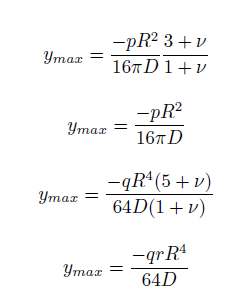 $y_{max} = \frac{-pR^2}{16\pi D}\frac{3+\nu}{1+\nu}$
$y_{max} = \frac{-pR^2}{16\pi D}$
$y_{max} = \frac{-qR^4(5+\nu)}{64D(1+\nu)}$
$y_{max} = \frac{-qrR^4}{64D}$